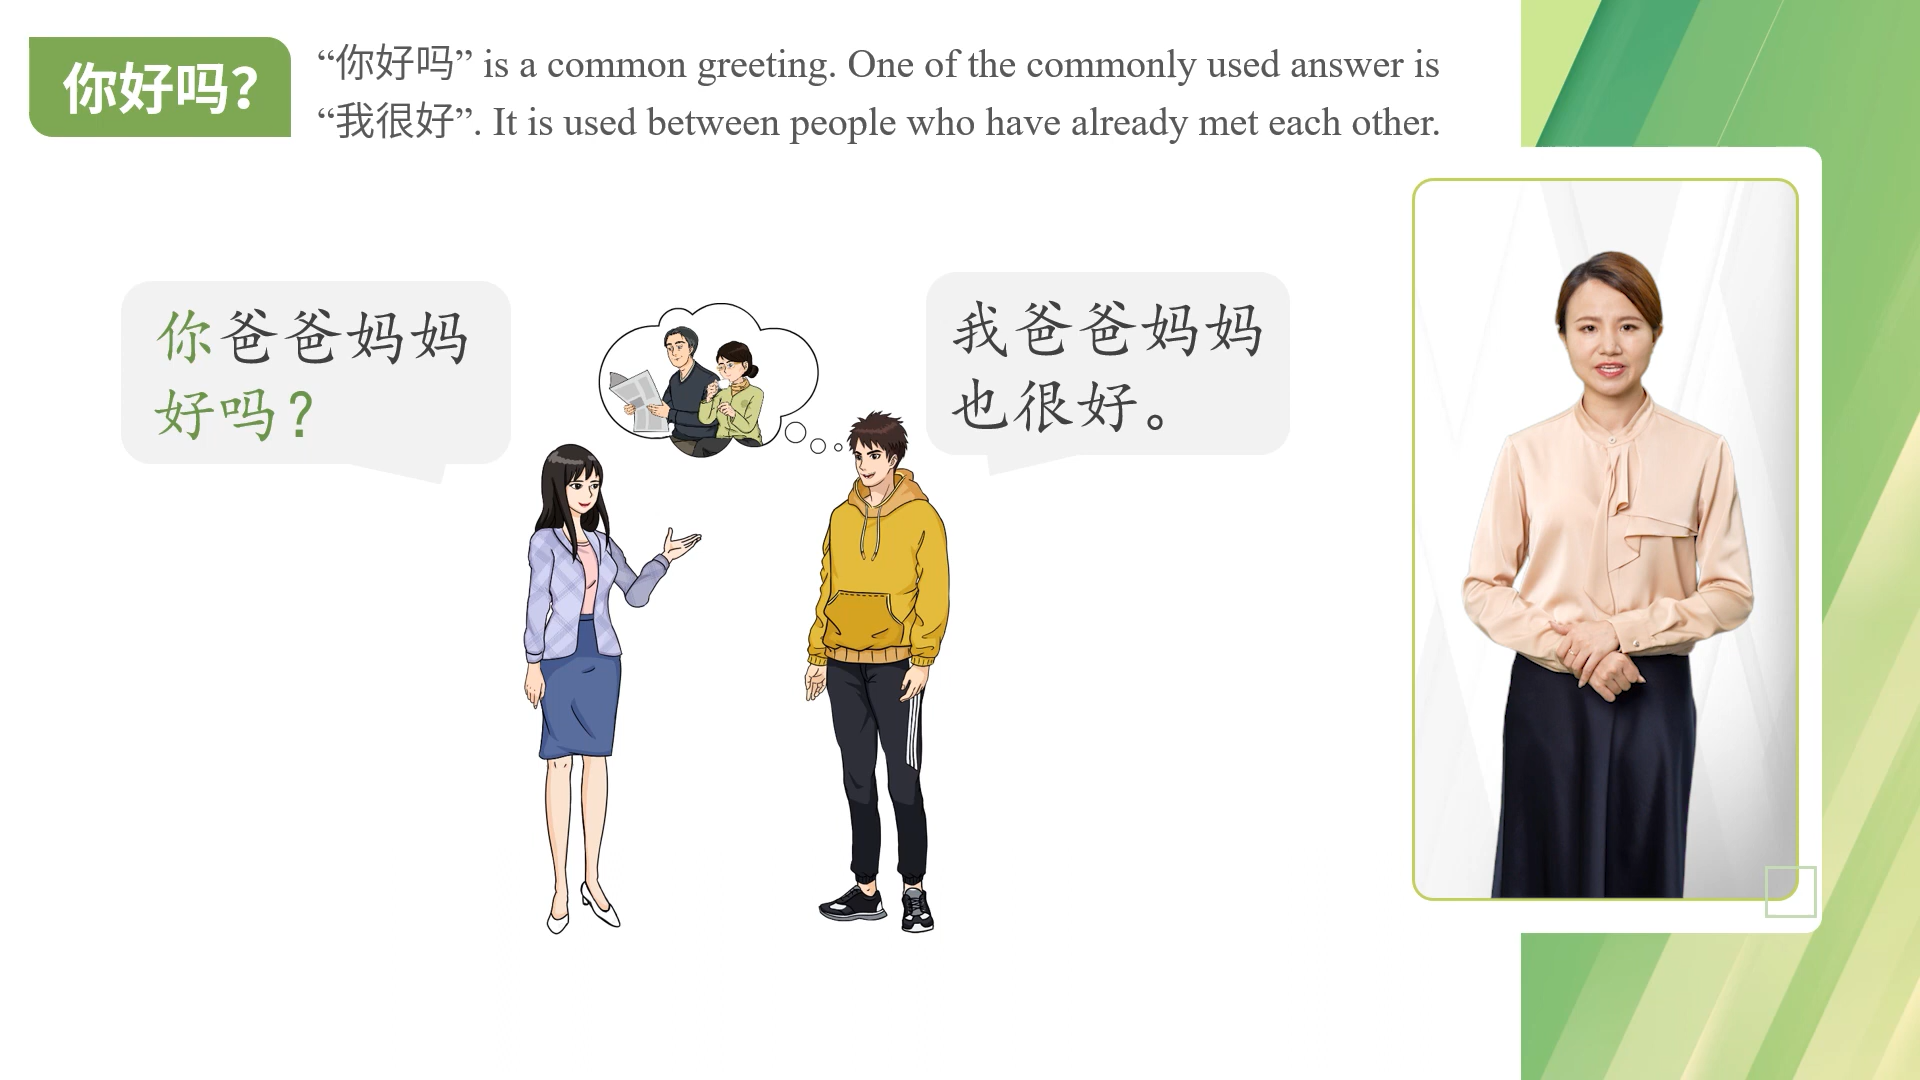 你好吗?
“你好吗” is a common greeting. One of the commonly used answer is
“我很好”. It is used between people who have already met each other.
你爸爸妈妈
好吗？
我爸爸妈妈
也很好。